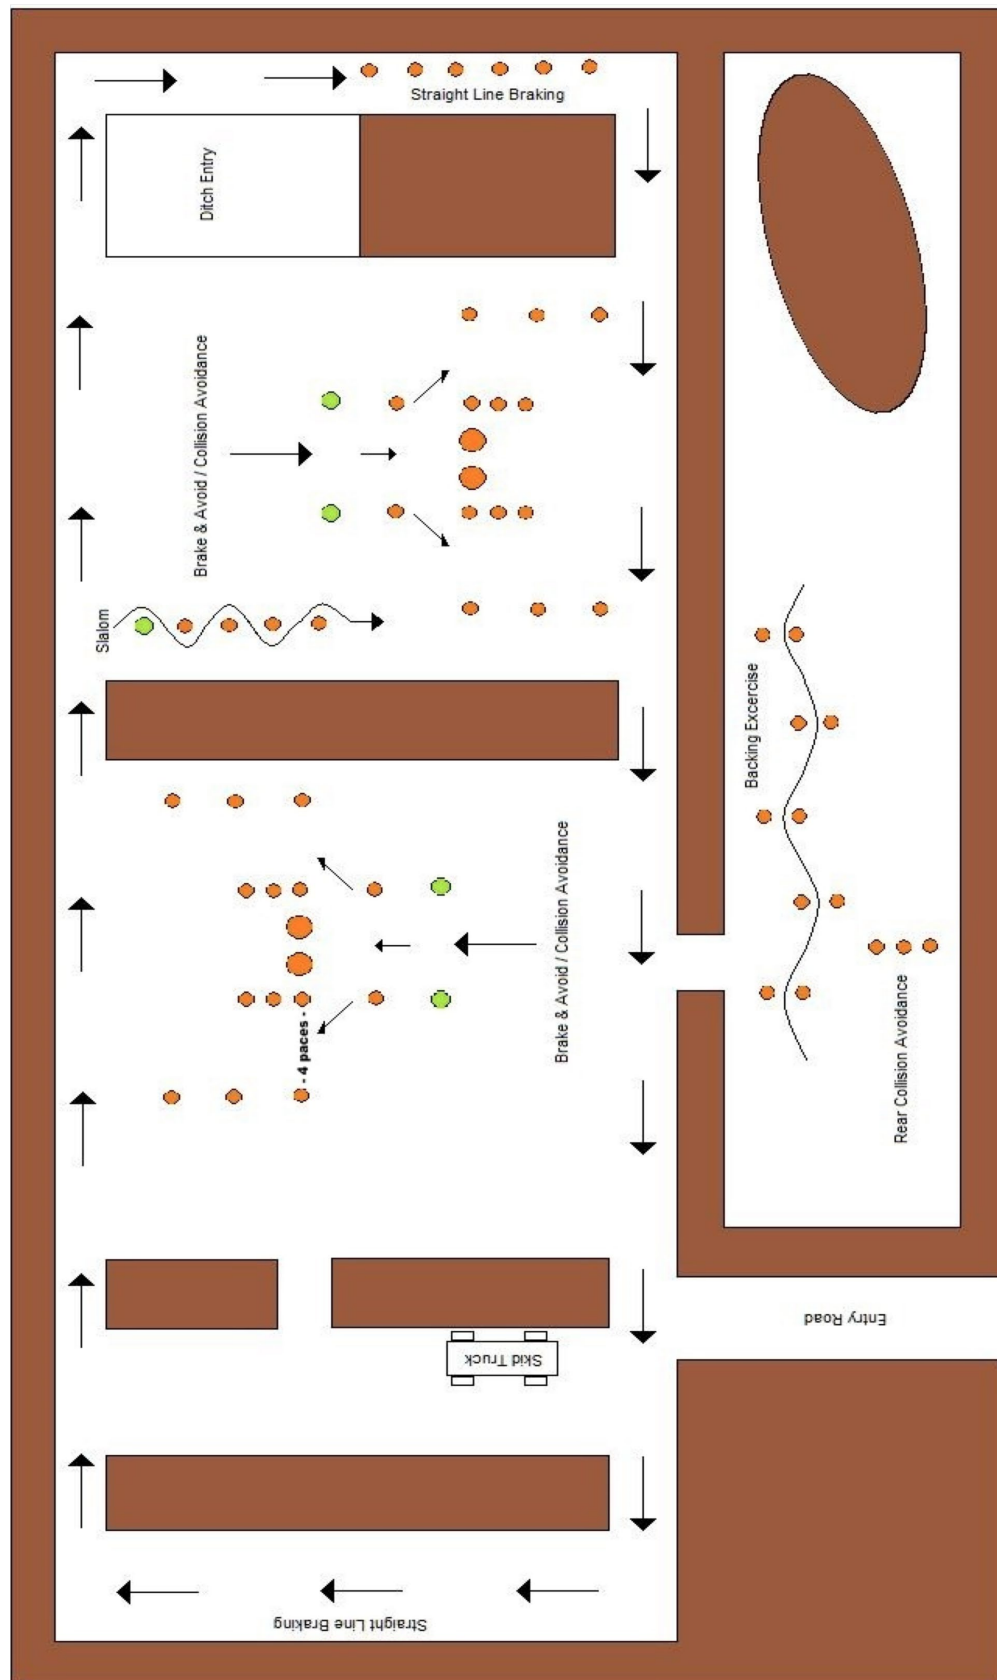 Straight Line Braking
Ditch Entry
Brake & Avoid / Collision Avoidance
Slalom
Backing Excercise
Brake & Avoid / Collision Avoidance
- 4 paces -
Rear Collision Avoidance
Entry Road
Skid Truck
Straight Line Braking